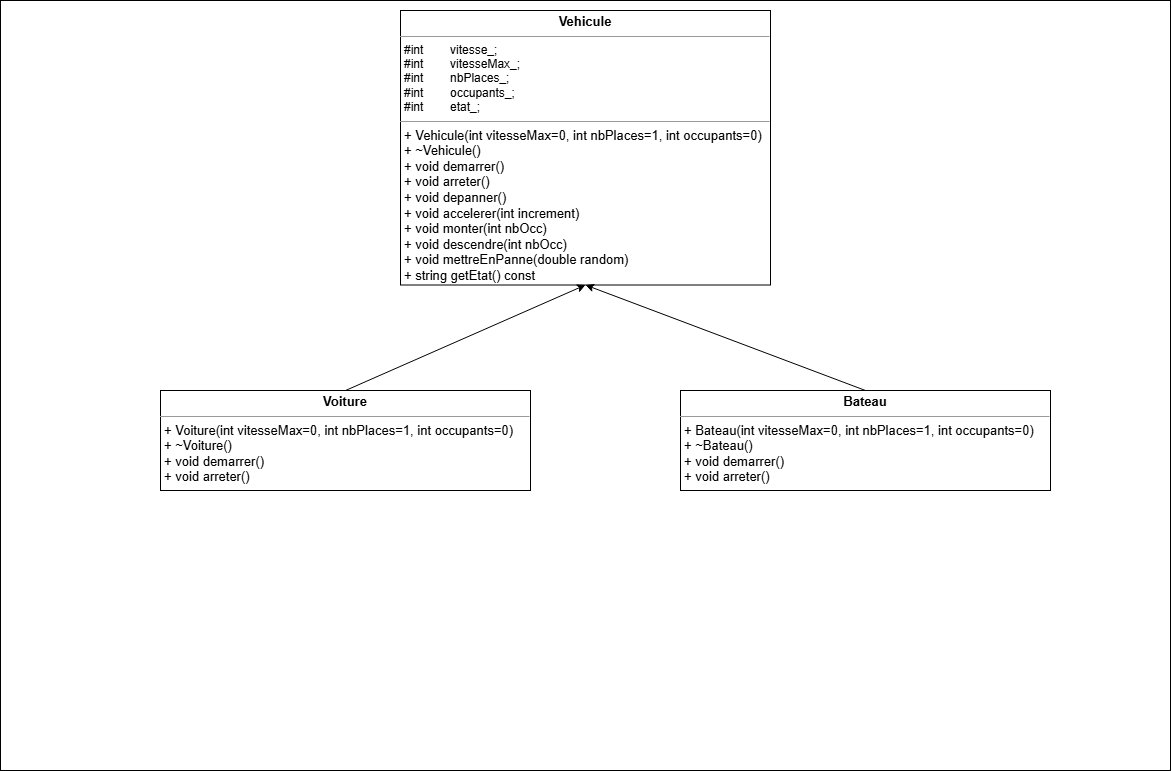 Vehicule
#int vitesse_;
#int vitesseMax_;
#int nbPlaces_;
#int occupants_;
#int etat_;
+ Vehicule(int vitesseMax=0, int nbPlaces=1, int occupants=0)
+ ~Vehicule()
+ void demarrer()
+ void arreter()
+ void depanner()
+ void accelerer(int increment)
+ void monter(int nbOcc)
+ void descendre(int nbOcc)
+ void mettreEnPanne(double random)
+ string getEtat() const
Voiture
+ Voiture(int vitesseMax=0, int nbPlaces=1, int occupants=0)
+ ~Voiture()
+ void demarrer()
+ void arreter()
Bateau
+ Bateau(int vitesseMax=0, int nbPlaces=1, int occupants=0)
+ ~Bateau()
+ void demarrer()
+ void arreter()